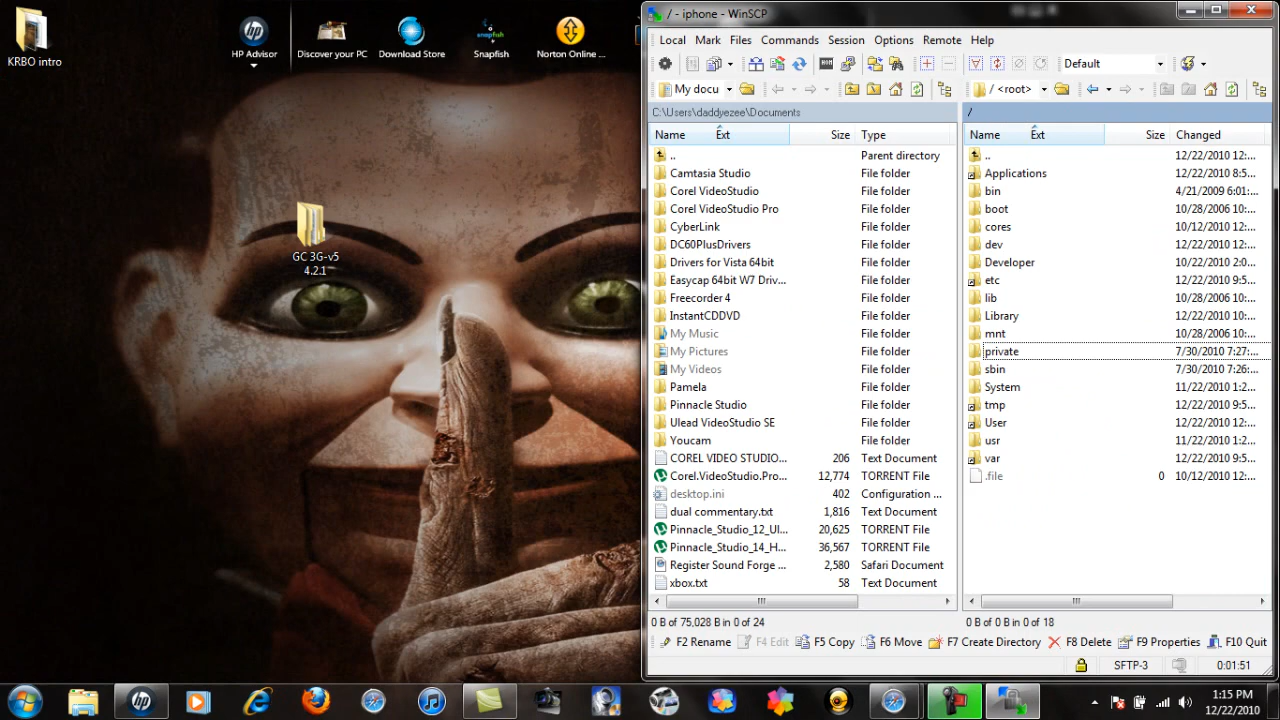 KRBO intro
HP Advisor
Discover your PC
Download Store
snapfish
Snapfish
Norton Online ...
GC 3G-v5
4.2.1
/ - iphone - WinSCP
Local Mark Files Commands Session Options Remote Help
Default
My docu
/ <root>
C:\Users\daddyezee\Documents
/
Name Ext Size Type
Name Ext Size Changed
.. Parent directory
Camtasia Studio File folder
Corel VideoStudio File folder
Corel VideoStudio Pro File folder
CyberLink File folder
DC60PlusDrivers File folder
Drivers for Vista 64bit File folder
Easycap 64bit W7 Driv... File folder
Freecorder 4 File folder
InstantCDDVD File folder
My Music File folder
My Pictures File folder
My Videos File folder
Pamela File folder
Pinnacle Studio File folder
Ulead VideoStudio SE File folder
Youcam File folder
COREL VIDEO STUDIO... 206 Text Document
Corel.VideoStudio.Pro... 12,774 TORRENT File
desktop.ini 402 Configuration ...
dual commentary.txt 1,816 Text Document
Pinnacle_Studio_12_Ul... 20,625 TORRENT File
Pinnacle_Studio_14_H... 36,567 TORRENT File
Register Sound Forge ... 2,580 Safari Document
xbox.txt 58 Text Document
.. 12/22/2010 12:...
Applications 12/22/2010 8:5...
bin 4/21/2009 6:01:...
boot 10/28/2006 10:...
cores 10/12/2010 12:...
dev 12/22/2010 12:...
Developer 10/22/2010 2:0...
etc 12/22/2010 9:5...
lib 10/28/2006 10:...
Library 12/22/2010 10:...
mnt 10/28/2006 10:...
private 7/30/2010 7:27:...
sbin 7/30/2010 7:26:...
System 11/22/2010 1:2...
tmp 12/22/2010 9:5...
User 12/22/2010 12:...
usr 11/22/2010 1:2...
var 12/22/2010 9:5...
.file 0 10/12/2010 12:...
0 B of 75,028 B in 0 of 24
0 B of 0 B in 0 of 18
F2 Rename F4 Edit F5 Copy F6 Move F7 Create Directory F8 Delete F9 Properties F10 Quit
SFTP-3 0:01:51
1:15 PM
12/22/2010